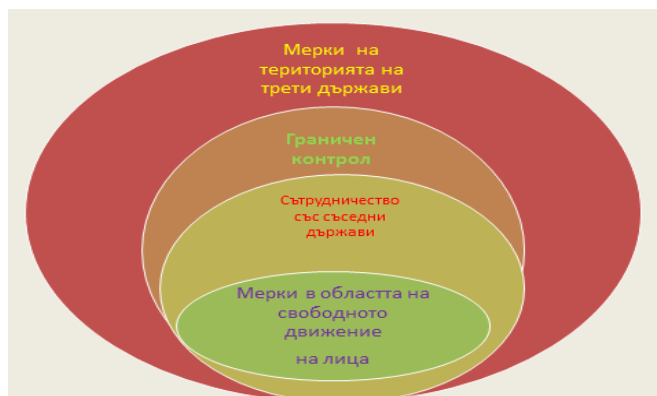 Мерки на
територията на
трети държави
Граничен
контрол
Сътрудничество
със съседни
държави
Мерки в областта на
свободното
движение
на лица